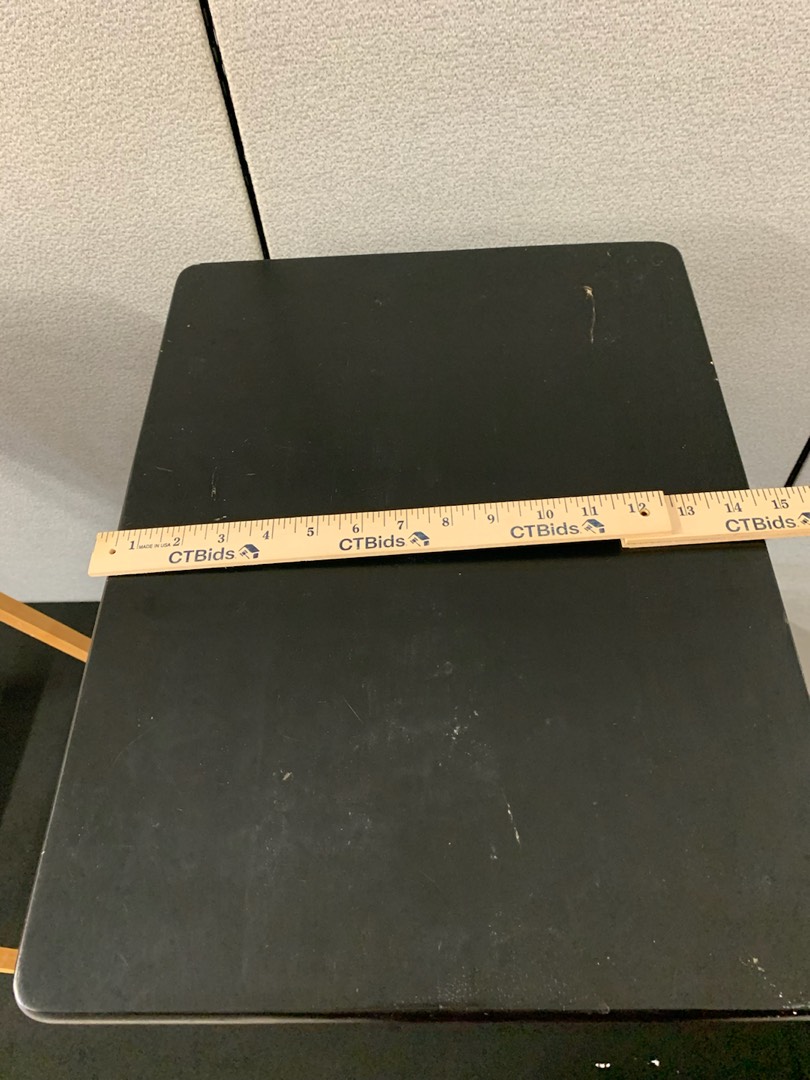 1 MADE IN USA 2 3 4 5 6 7 8 9 10 11 12 13 14 15
CTBids CTBids CTBids CTBids